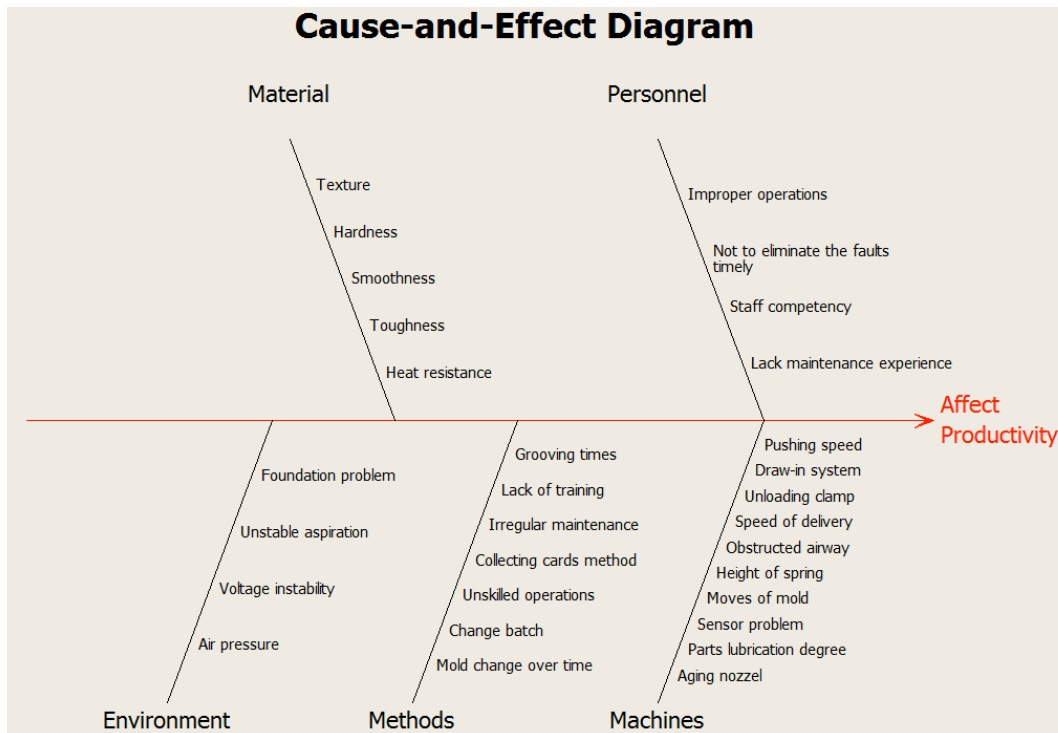 Cause-and-Effect Diagram
Material
Personnel
Texture
Hardness
Smoothness
Toughness
Heat resistance
Improper operations
Not to eliminate the faults
timely
Staff competency
Lack maintenance experience
Affect
Productivity
Foundation problem
Unstable aspiration
Voltage instability
Air pressure
Grooving times
Lack of training
Irregular maintenance
Collecting cards method
Unskilled operations
Change batch
Mold change over time
Pushing speed
Draw-in system
Unloading clamp
Speed of delivery
Obstructed airway
Height of spring
Moves of mold
Sensor problem
Parts lubrication degree
Aging nozzel
Environment
Methods
Machines